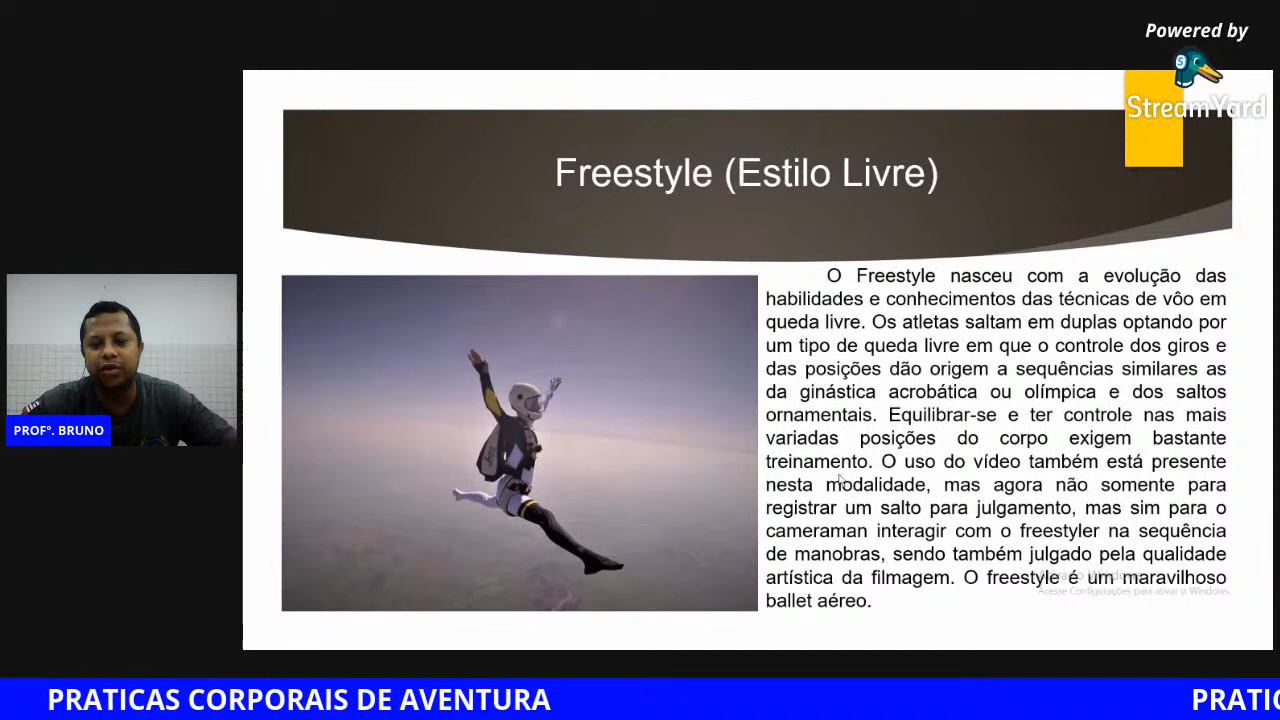 Powered by
StreamYard
Freestyle (Estilo Livre)
O Freestyle nasceu com a evolução das
habilidades e conhecimentos das técnicas de vôo em
queda livre. Os atletas saltam em duplas optando por
um tipo de queda livre em que o controle dos giros e
das posições dão origem a sequências similares as
da ginástica acrobática ou olímpica e dos saltos
ornamentais. Equilibrar-se e ter controle nas mais
variadas posições do corpo exigem bastante
treinamento. O uso do vídeo também está presente
nesta modalidade, mas agora não somente para
registrar um salto para julgamento, mas sim para o
cameraman interagir com o freestyler na sequência
de manobras, sendo também julgado pela qualidade
artística da filmagem. O freestyle é um maravilhoso
ballet aéreo.
Acesse Configurações para ativar o Windows.
PROFº. BRUNO
PRATICAS CORPORAIS DE AVENTURA
PRATIC